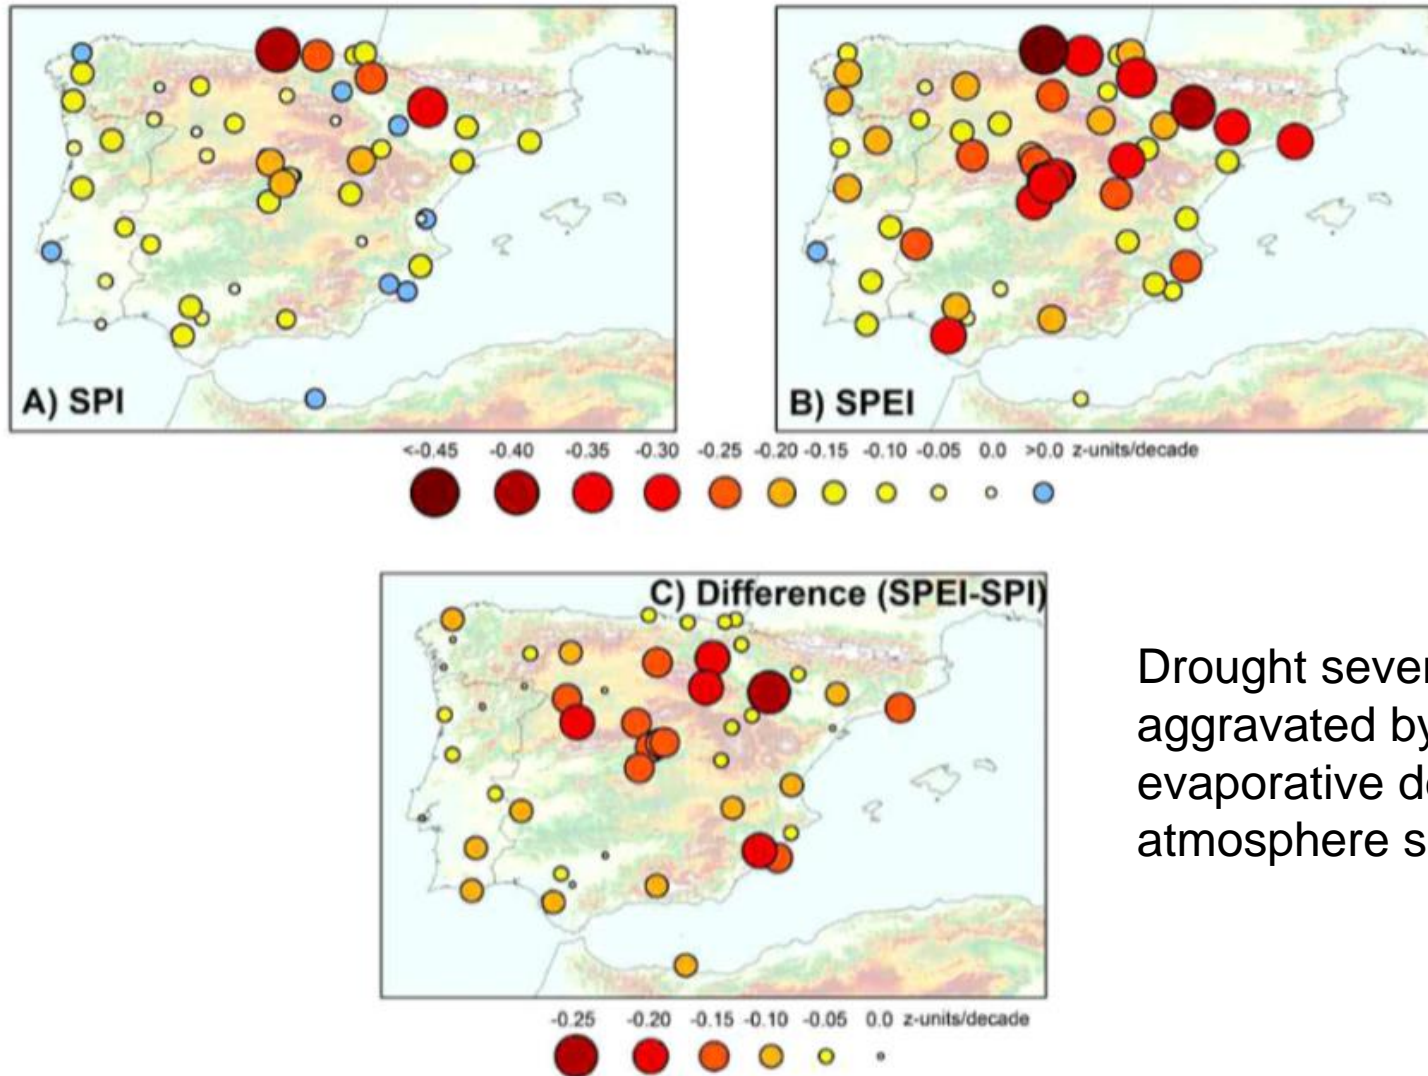 A) SPI
B) SPEI
<-0.45 -0.40 -0.35 -0.30 -0.25 -0.20 -0.15 -0.10 -0.05 0.0 >0.0 z-units/decade
C) Difference (SPEI-SPI)
Drought sever
aggravated by
evaporative de
atmosphere s
-0.25 -0.20 -0.15 -0.10 -0.05 0.0 z-units/decade